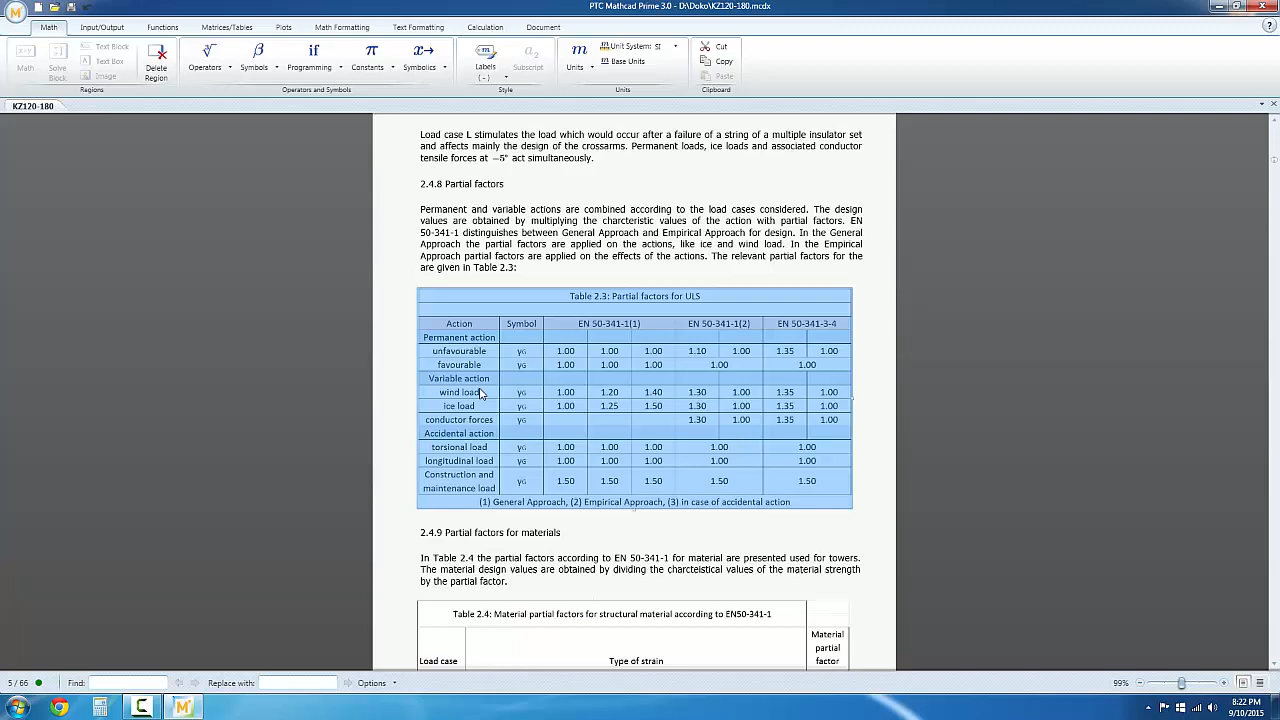 PTC Mathcad Prime 3.0 - D:\Doko\KZ120-180.mcdx
Math Input/Output Functions Matrices/Tables Plots Math Formatting Text Formatting Calculation Document
Math Solve Block Text Block Text Box Image Delete Region
Operators Symbols Programming Constants Symbolics
Labels ( - ) Subscript
Units Unit System: SI Base Units
Cut Copy Paste
Regions Operators and Symbols Style Units Clipboard
KZ120-180
Load case L stimulates the load which would occur after a failure of a string of a multiple insulator set
and affects mainly the design of the crossarms. Permanent loads, ice loads and associated conductor
tensile forces at −5° act simultaneously.
2.4.8 Partial factors
Permanent and variable actions are combined according to the load cases considered. The design
values are obtained by multiplying the charcteristic values of the action with partial factors. EN
50-341-1 distinguishes between General Approach and Empirical Approach for design. In the General
Approach the partial factors are applied on the actions, like ice and wind load. In the Empirical
Approach partial factors are applied on the effects of the actions. The relevant partial factors for the
are given in Table 2.3:
Table 2.3: Partial factors for ULS
Action Symbol EN 50-341-1(1) EN 50-341-1(2) EN 50-341-3-4
Permanent action
unfavourable γG 1.00 1.00 1.00 1.10 1.00 1.35 1.00
favourable γG 1.00 1.00 1.00 1.00 1.00
Variable action
wind load γG 1.00 1.20 1.40 1.30 1.00 1.35 1.00
ice load γG 1.00 1.25 1.50 1.30 1.00 1.35 1.00
conductor forces γG 1.30 1.00 1.35 1.00
Accidental action
torsional load γG 1.00 1.00 1.00 1.00 1.00
longitudinal load γG 1.00 1.00 1.00 1.00 1.00
Construction and
maintenance load γG 1.50 1.50 1.50 1.50 1.50
(1) General Approach, (2) Empirical Approach, (3) in case of accidental action
2.4.9 Partial factors for materials
In Table 2.4 the partial factors according to EN 50-341-1 for material are presented used for towers.
The material design values are obtained by dividing the charcteistical values of the material strength
by the partial factor.
Table 2.4: Material partial factors for structural material according to EN50-341-1
Load case Type of strain Material partial factor
5 / 66 Find: Replace with: Options 99%
8:22 PM
9/10/2015